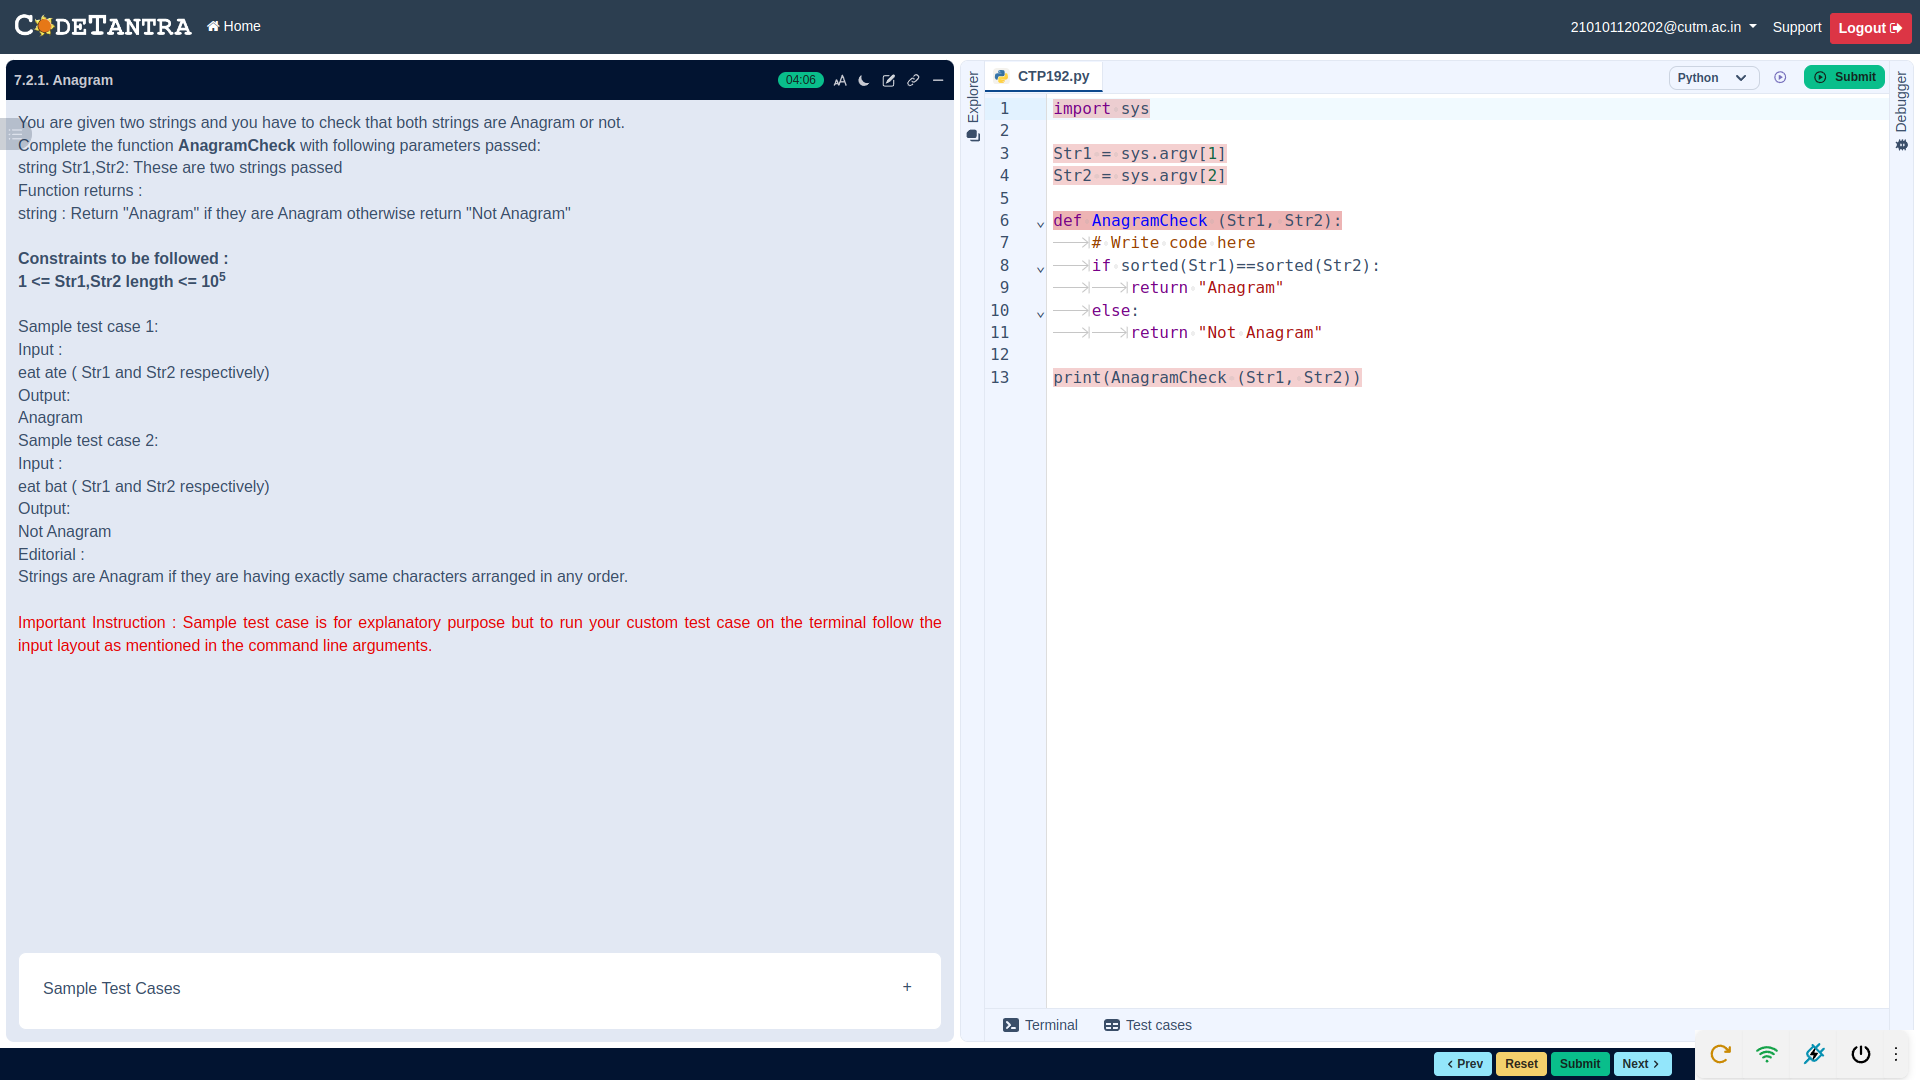 CODETANTRA
Home
210101120202@cutm.ac.in
Support
Logout
7.2.1. Anagram
04:06
You are given two strings and you have to check that both strings are Anagram or not.
Complete the function AnagramCheck with following parameters passed:
string Str1,Str2: These are two strings passed
Function returns :
string : Return "Anagram" if they are Anagram otherwise return "Not Anagram"
Constraints to be followed :
1 <= Str1,Str2 length <= 10⁵
Sample test case 1:
Input :
eat ate ( Str1 and Str2 respectively)
Output:
Anagram
Sample test case 2:
Input :
eat bat ( Str1 and Str2 respectively)
Output:
Not Anagram
Editorial :
Strings are Anagram if they are having exactly same characters arranged in any order.
Important Instruction : Sample test case is for explanatory purpose but to run your custom test case on the terminal follow the
input layout as mentioned in the command line arguments.
Sample Test Cases
+
Explorer
CTP192.py
Python
Submit
Debugger
1 import sys
2
3 Str1 = sys.argv[1]
4 Str2 = sys.argv[2]
5
6 def AnagramCheck (Str1, Str2):
7 # Write code here
8 if sorted(Str1)==sorted(Str2):
9 return "Anagram"
10 else:
11 return "Not Anagram"
12
13 print(AnagramCheck (Str1, Str2))
Terminal
Test cases
< Prev
Reset
Submit
Next >